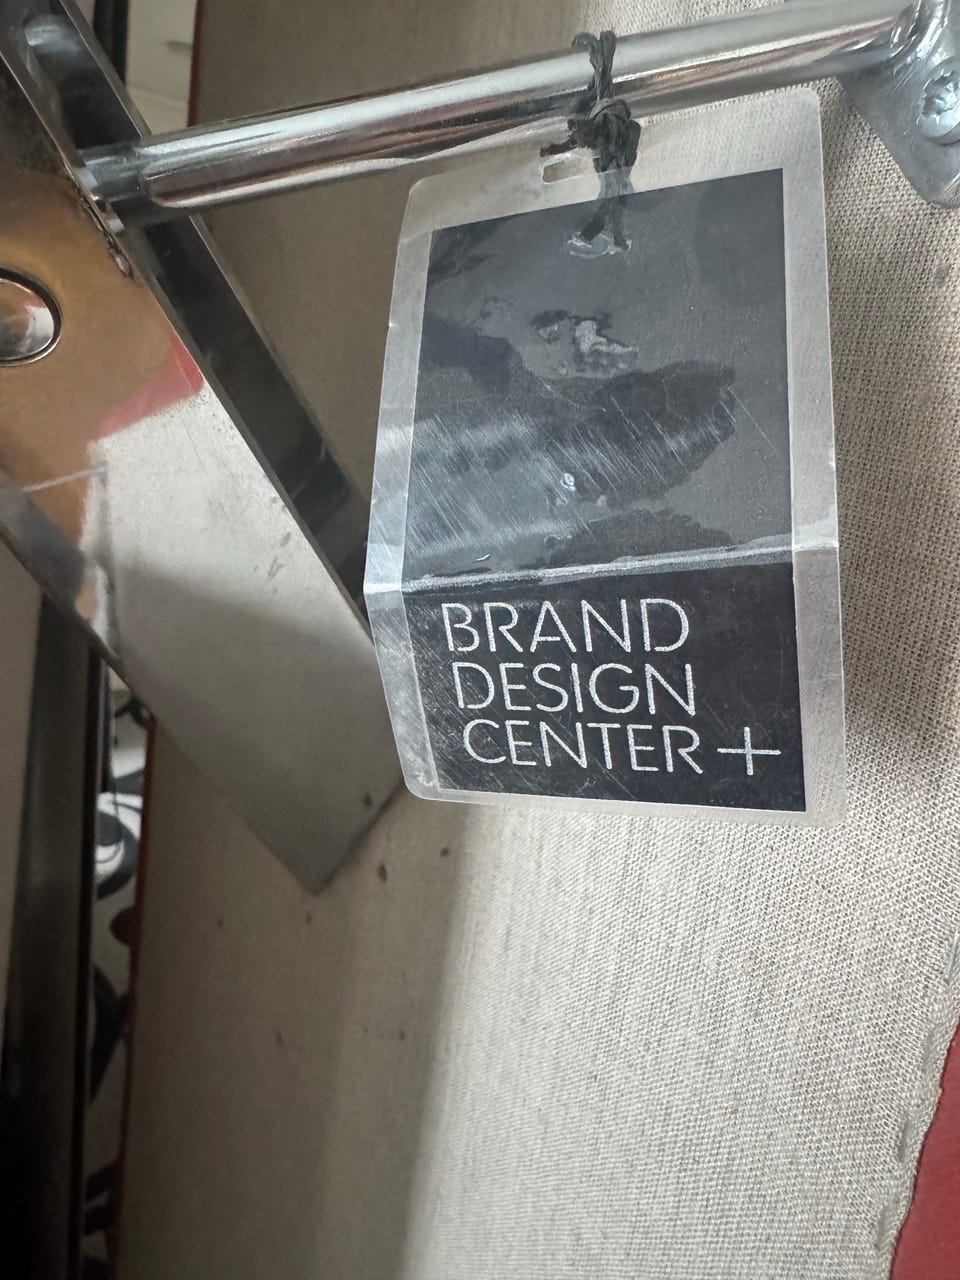 BRAND
DESIGN
CENTER +